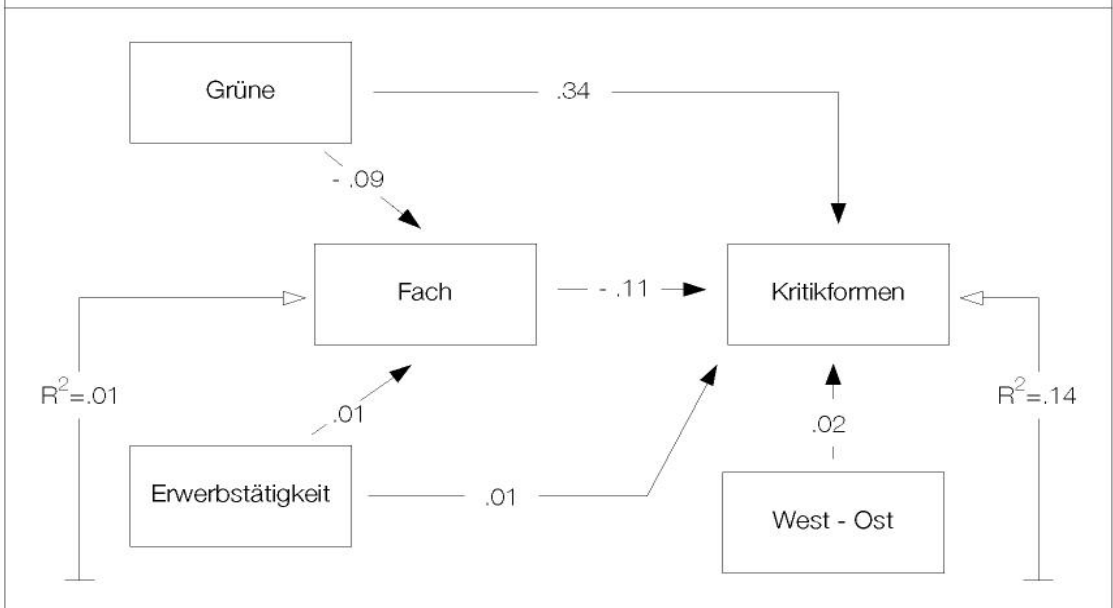 Grüne
.34
- .09
Fach
- .11
Kritikformen
R²=.01
R²=.14
.01
.02
Erwerbstätigkeit
.01
West - Ost